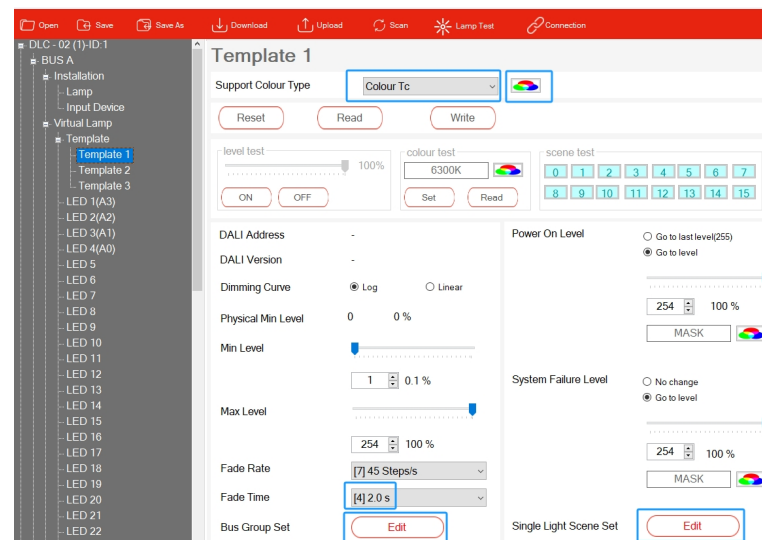 Open Save Save As Download Upload Scan Lamp Test Connection
DLC - 02 (1)-ID:1
BUS A
Installation
Lamp
Input Device
Virtual Lamp
Template
Template 1
Template 2
Template 3
LED 1(A3)
LED 2(A2)
LED 3(A1)
LED 4(A0)
LED 5
LED 6
LED 7
LED 8
LED 9
LED 10
LED 11
LED 12
LED 13
LED 14
LED 15
LED 16
LED 17
LED 18
LED 19
LED 20
LED 21
LED 22
Template 1
Support Colour Type Colour Tc
Reset Read Write
level test
100%
ON OFF
colour test
6300K
Set Read
scene test
0 1 2 3 4 5 6 7
8 9 10 11 12 13 14 15
DALI Address -
DALI Version -
Dimming Curve Log Linear
Physical Min Level 0 0 %
Min Level
1 0.1 %
Max Level
254 100 %
Fade Rate [7] 45 Steps/s
Fade Time [4] 2.0 s
Bus Group Set Edit
Power On Level Go to last level(255)
Go to level
254 100 %
MASK
System Failure Level No change
Go to level
254 100 %
MASK
Single Light Scene Set Edit